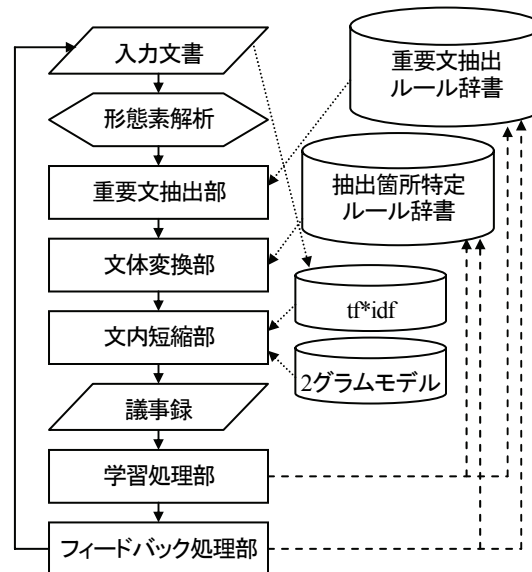 入力文書
形態素解析
重要文抽出部
文体変換部
文内短縮部
議事録
学習処理部
フィードバック処理部
重要文抽出
ルール辞書
抽出箇所特定
ルール辞書
tf*idf
2グラムモデル